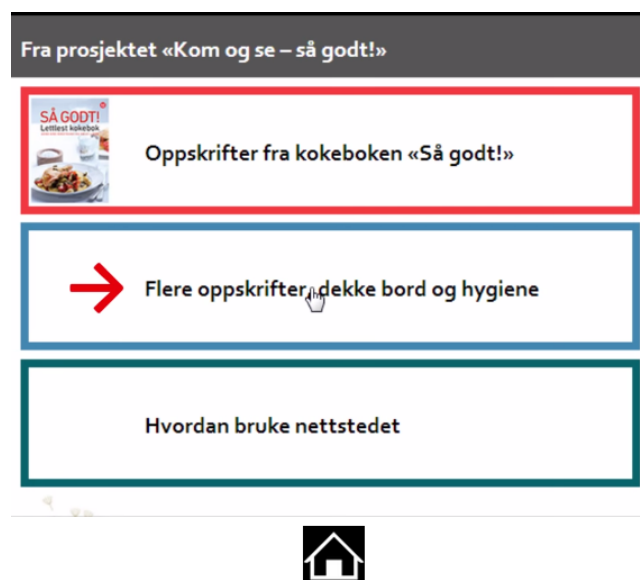 Fra prosjektet «Kom og se – så godt!»
SÅ GODT!
Lettlest kokebok
Oppskrifter fra kokeboken «Så godt!»
Flere oppskrifter, dekke bord og hygiene
Hvordan bruke nettstedet